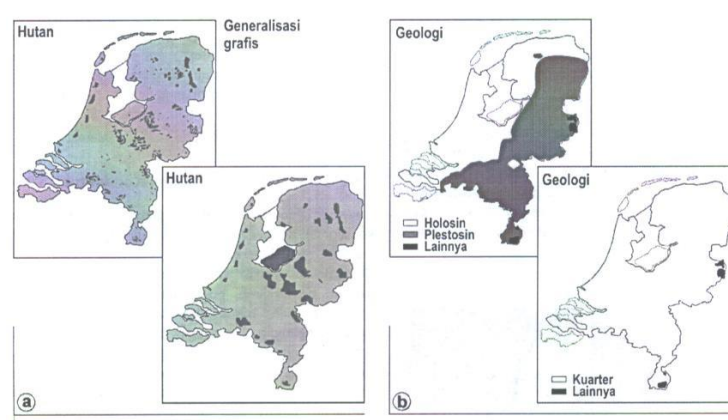 Hutan
Generalisasi
grafis
Hutan
a
Geologi
Holosin
Plestosin
Lainnya
Geologi
Kuarter
Lainnya
b